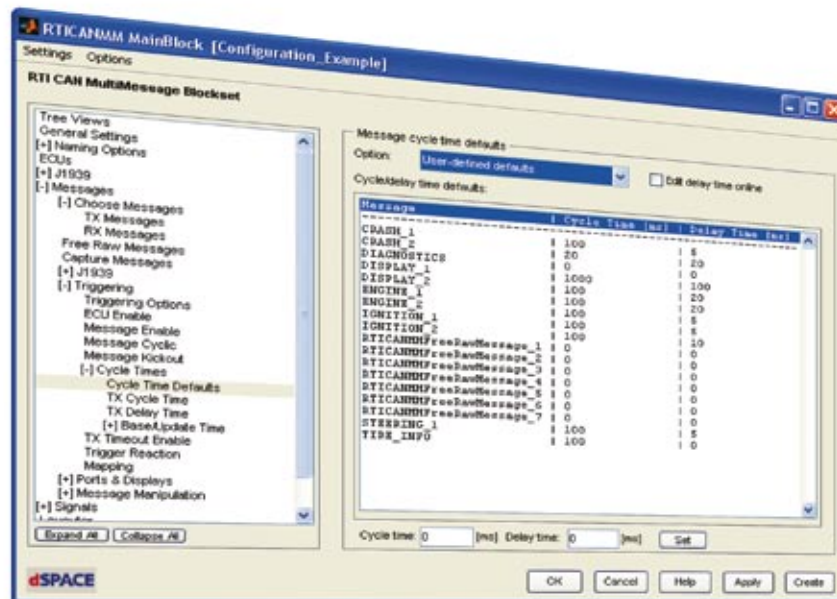 RTICANMM MainBlock [Configuration_Example]
Settings Options
RTI CAN MultiMessage Blockset
Tree Views
General Settings
[+] Naming Options
ECUs
[+] J1939
[-] Messages
[-] Choose Messages
TX Messages
RX Messages
Free Raw Messages
Capture Messages
[+] J1939
[-] Triggering
Triggering Options
ECU Enable
Message Enable
Message Cyclic
Message Kickout
[-] Cycle Times
Cycle Time Defaults
TX Cycle Time
TX Delay Time
[+] Base/Update Time
TX Timeout Enable
Trigger Reaction
Mapping
[+] Ports & Displays
[+] Message Manipulation
[+] Signals
Expand All Collapse All
Message cycle time defaults
Option: User-defined defaults Edit delay time online
Cycle/delay time defaults:
Message | Cycle Time [ms] | Delay Time [ms]
CRASH_1 | 100 | 5
CRASH_2 | 20 | 20
DIAGNOSTICS | 0 | 0
DISPLAY_1 | 1000 | 100
DISPLAY_2 | 100 | 20
ENGINE_1 | 100 | 20
ENGINE_2 | 100 | 5
IGNITION_1 | 100 | 5
IGNITION_2 | 100 | 10
RTICANMMFreeRawMessage_1 | 0 | 0
RTICANMMFreeRawMessage_2 | 0 | 0
RTICANMMFreeRawMessage_3 | 0 | 0
RTICANMMFreeRawMessage_4 | 0 | 0
RTICANMMFreeRawMessage_5 | 0 | 0
RTICANMMFreeRawMessage_6 | 0 | 0
RTICANMMFreeRawMessage_7 | 0 | 0
STEERING_1 | 100 | 5
TIRE_INFO | 100 | 0
Cycle time: 0 [ms] Delay time: 0 [ms] Set
dSPACE
OK Cancel Help Apply Create